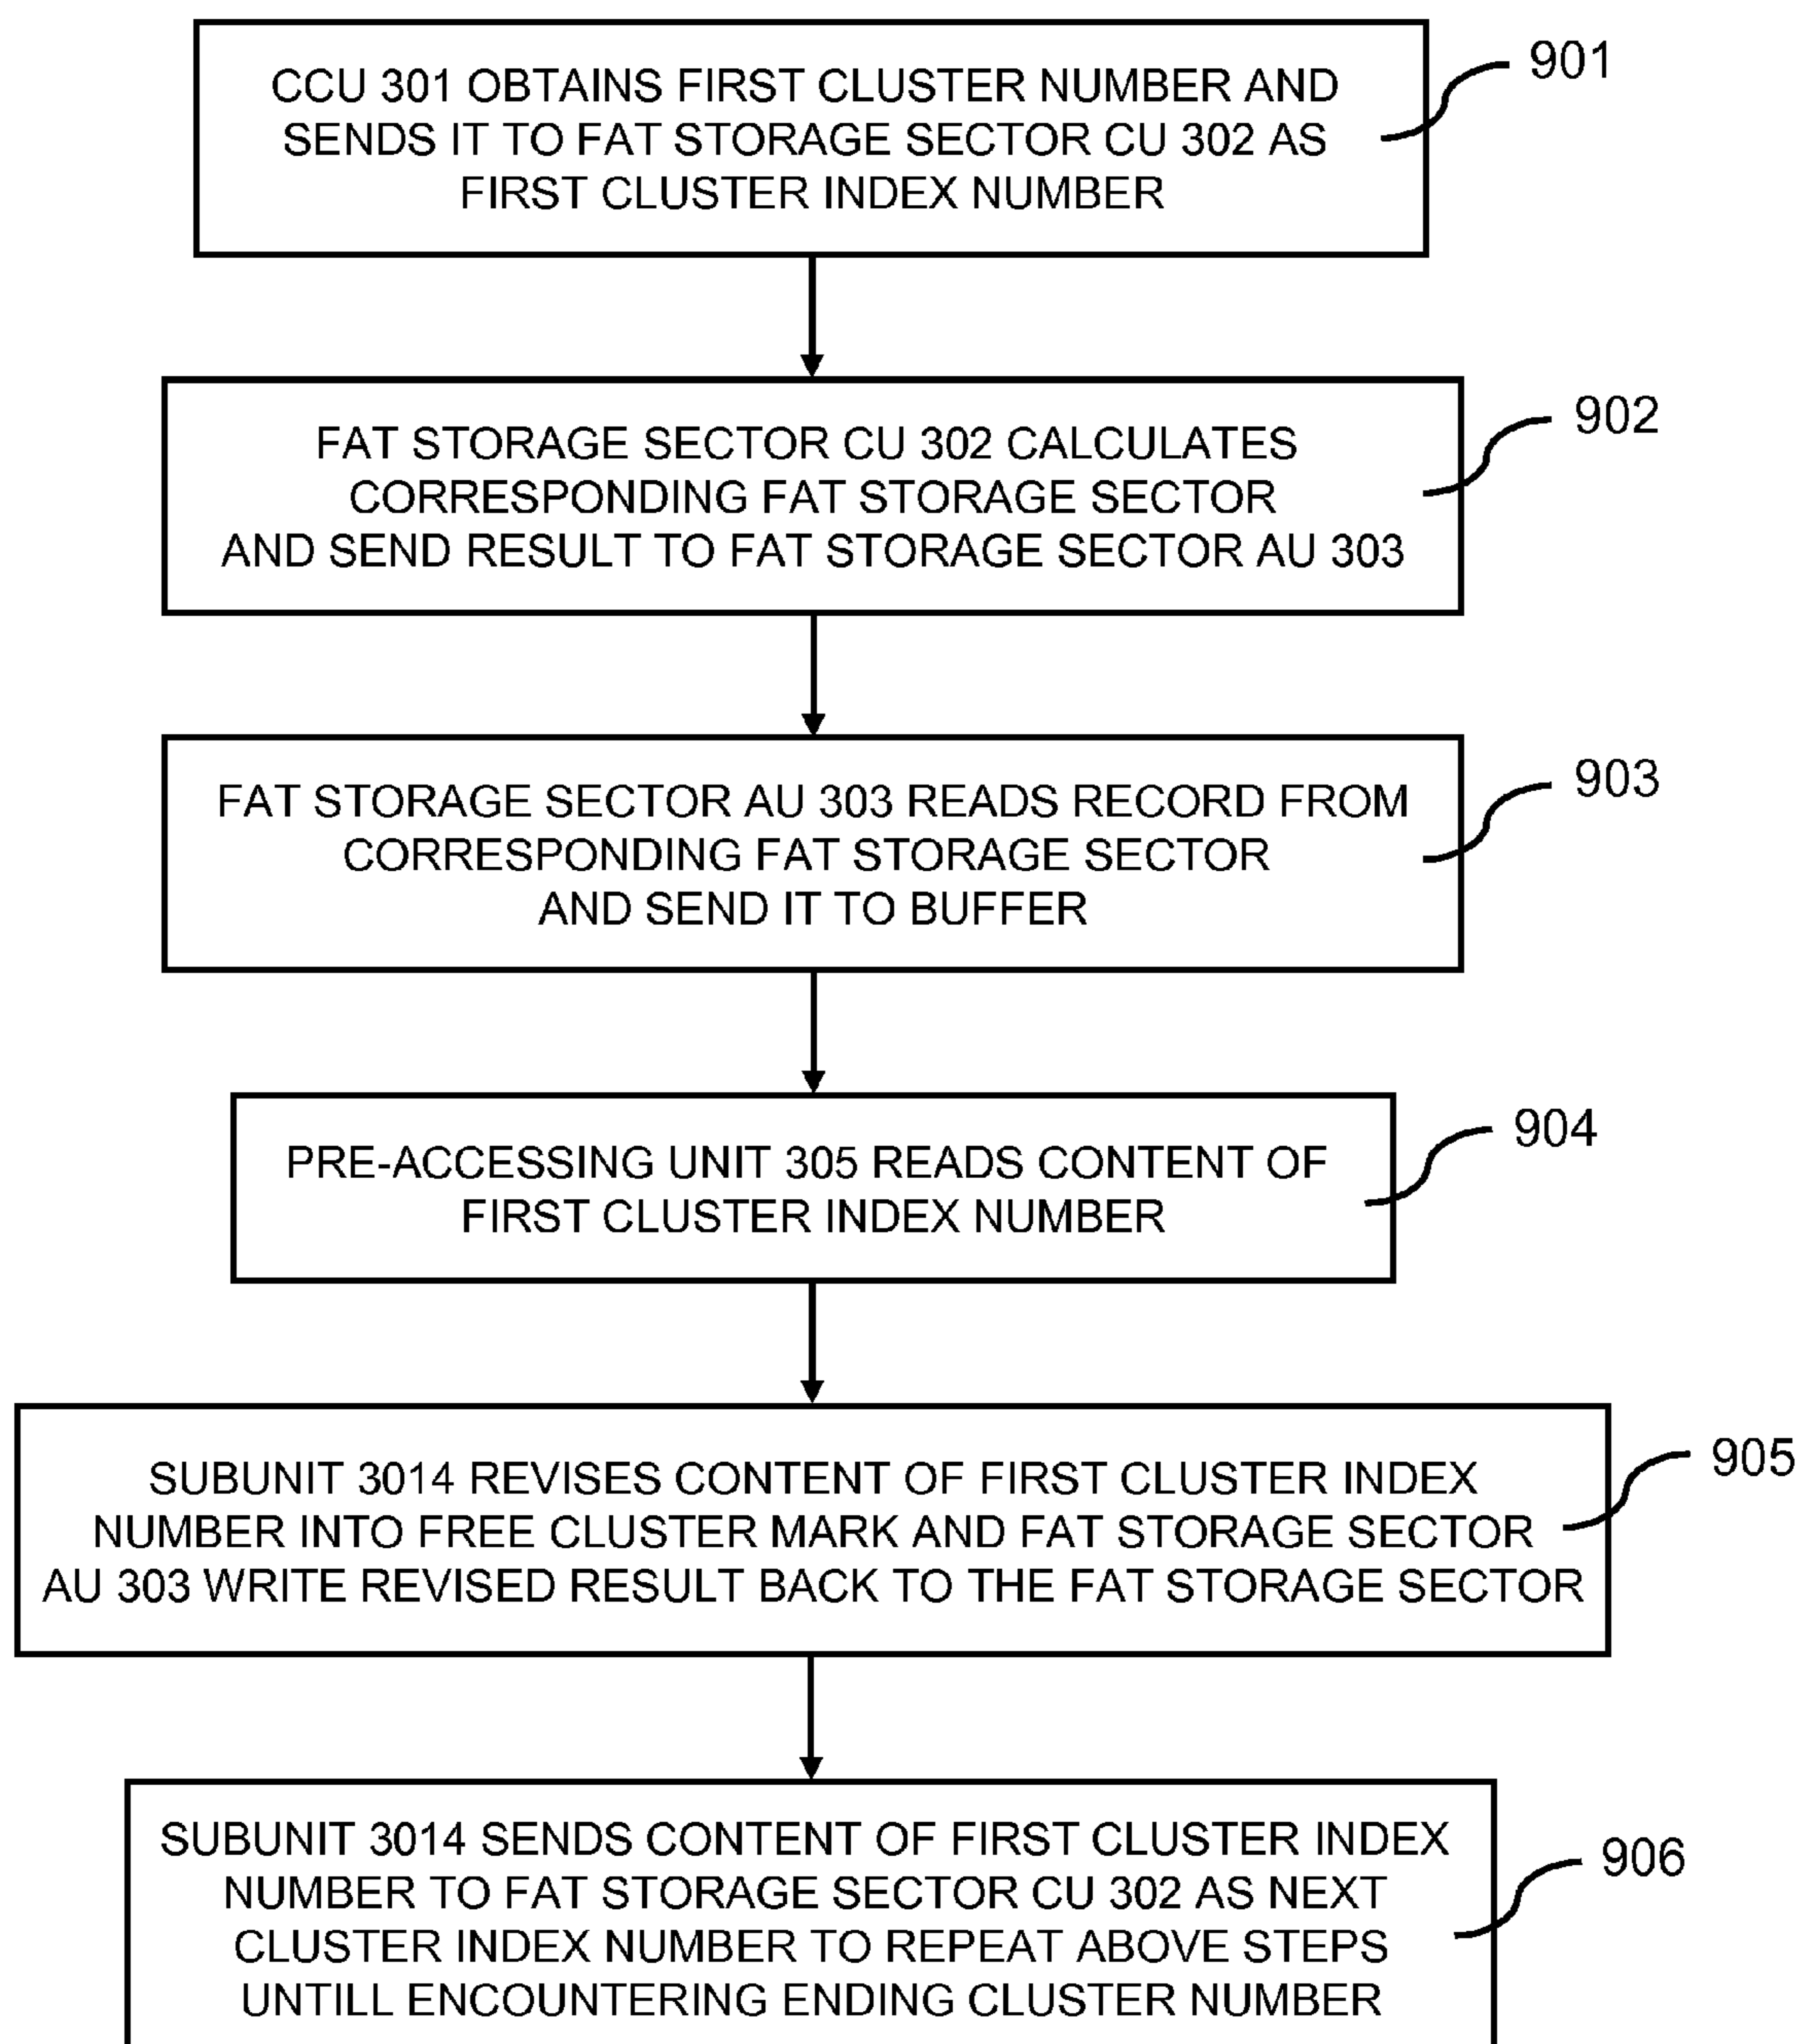 CCU 301 OBTAINS FIRST CLUSTER NUMBER AND
SENDS IT TO FAT STORAGE SECTOR CU 302 AS
FIRST CLUSTER INDEX NUMBER
901
FAT STORAGE SECTOR CU 302 CALCULATES
CORRESPONDING FAT STORAGE SECTOR
AND SEND RESULT TO FAT STORAGE SECTOR AU 303
902
FAT STORAGE SECTOR AU 303 READS RECORD FROM
CORRESPONDING FAT STORAGE SECTOR
AND SEND IT TO BUFFER
903
PRE-ACCESSING UNIT 305 READS CONTENT OF
FIRST CLUSTER INDEX NUMBER
904
SUBUNIT 3014 REVISES CONTENT OF FIRST CLUSTER INDEX
NUMBER INTO FREE CLUSTER MARK AND FAT STORAGE SECTOR
AU 303 WRITE REVISED RESULT BACK TO THE FAT STORAGE SECTOR
905
SUBUNIT 3014 SENDS CONTENT OF FIRST CLUSTER INDEX
NUMBER TO FAT STORAGE SECTOR CU 302 AS NEXT
CLUSTER INDEX NUMBER TO REPEAT ABOVE STEPS
UNTILL ENCOUNTERING ENDING CLUSTER NUMBER
906